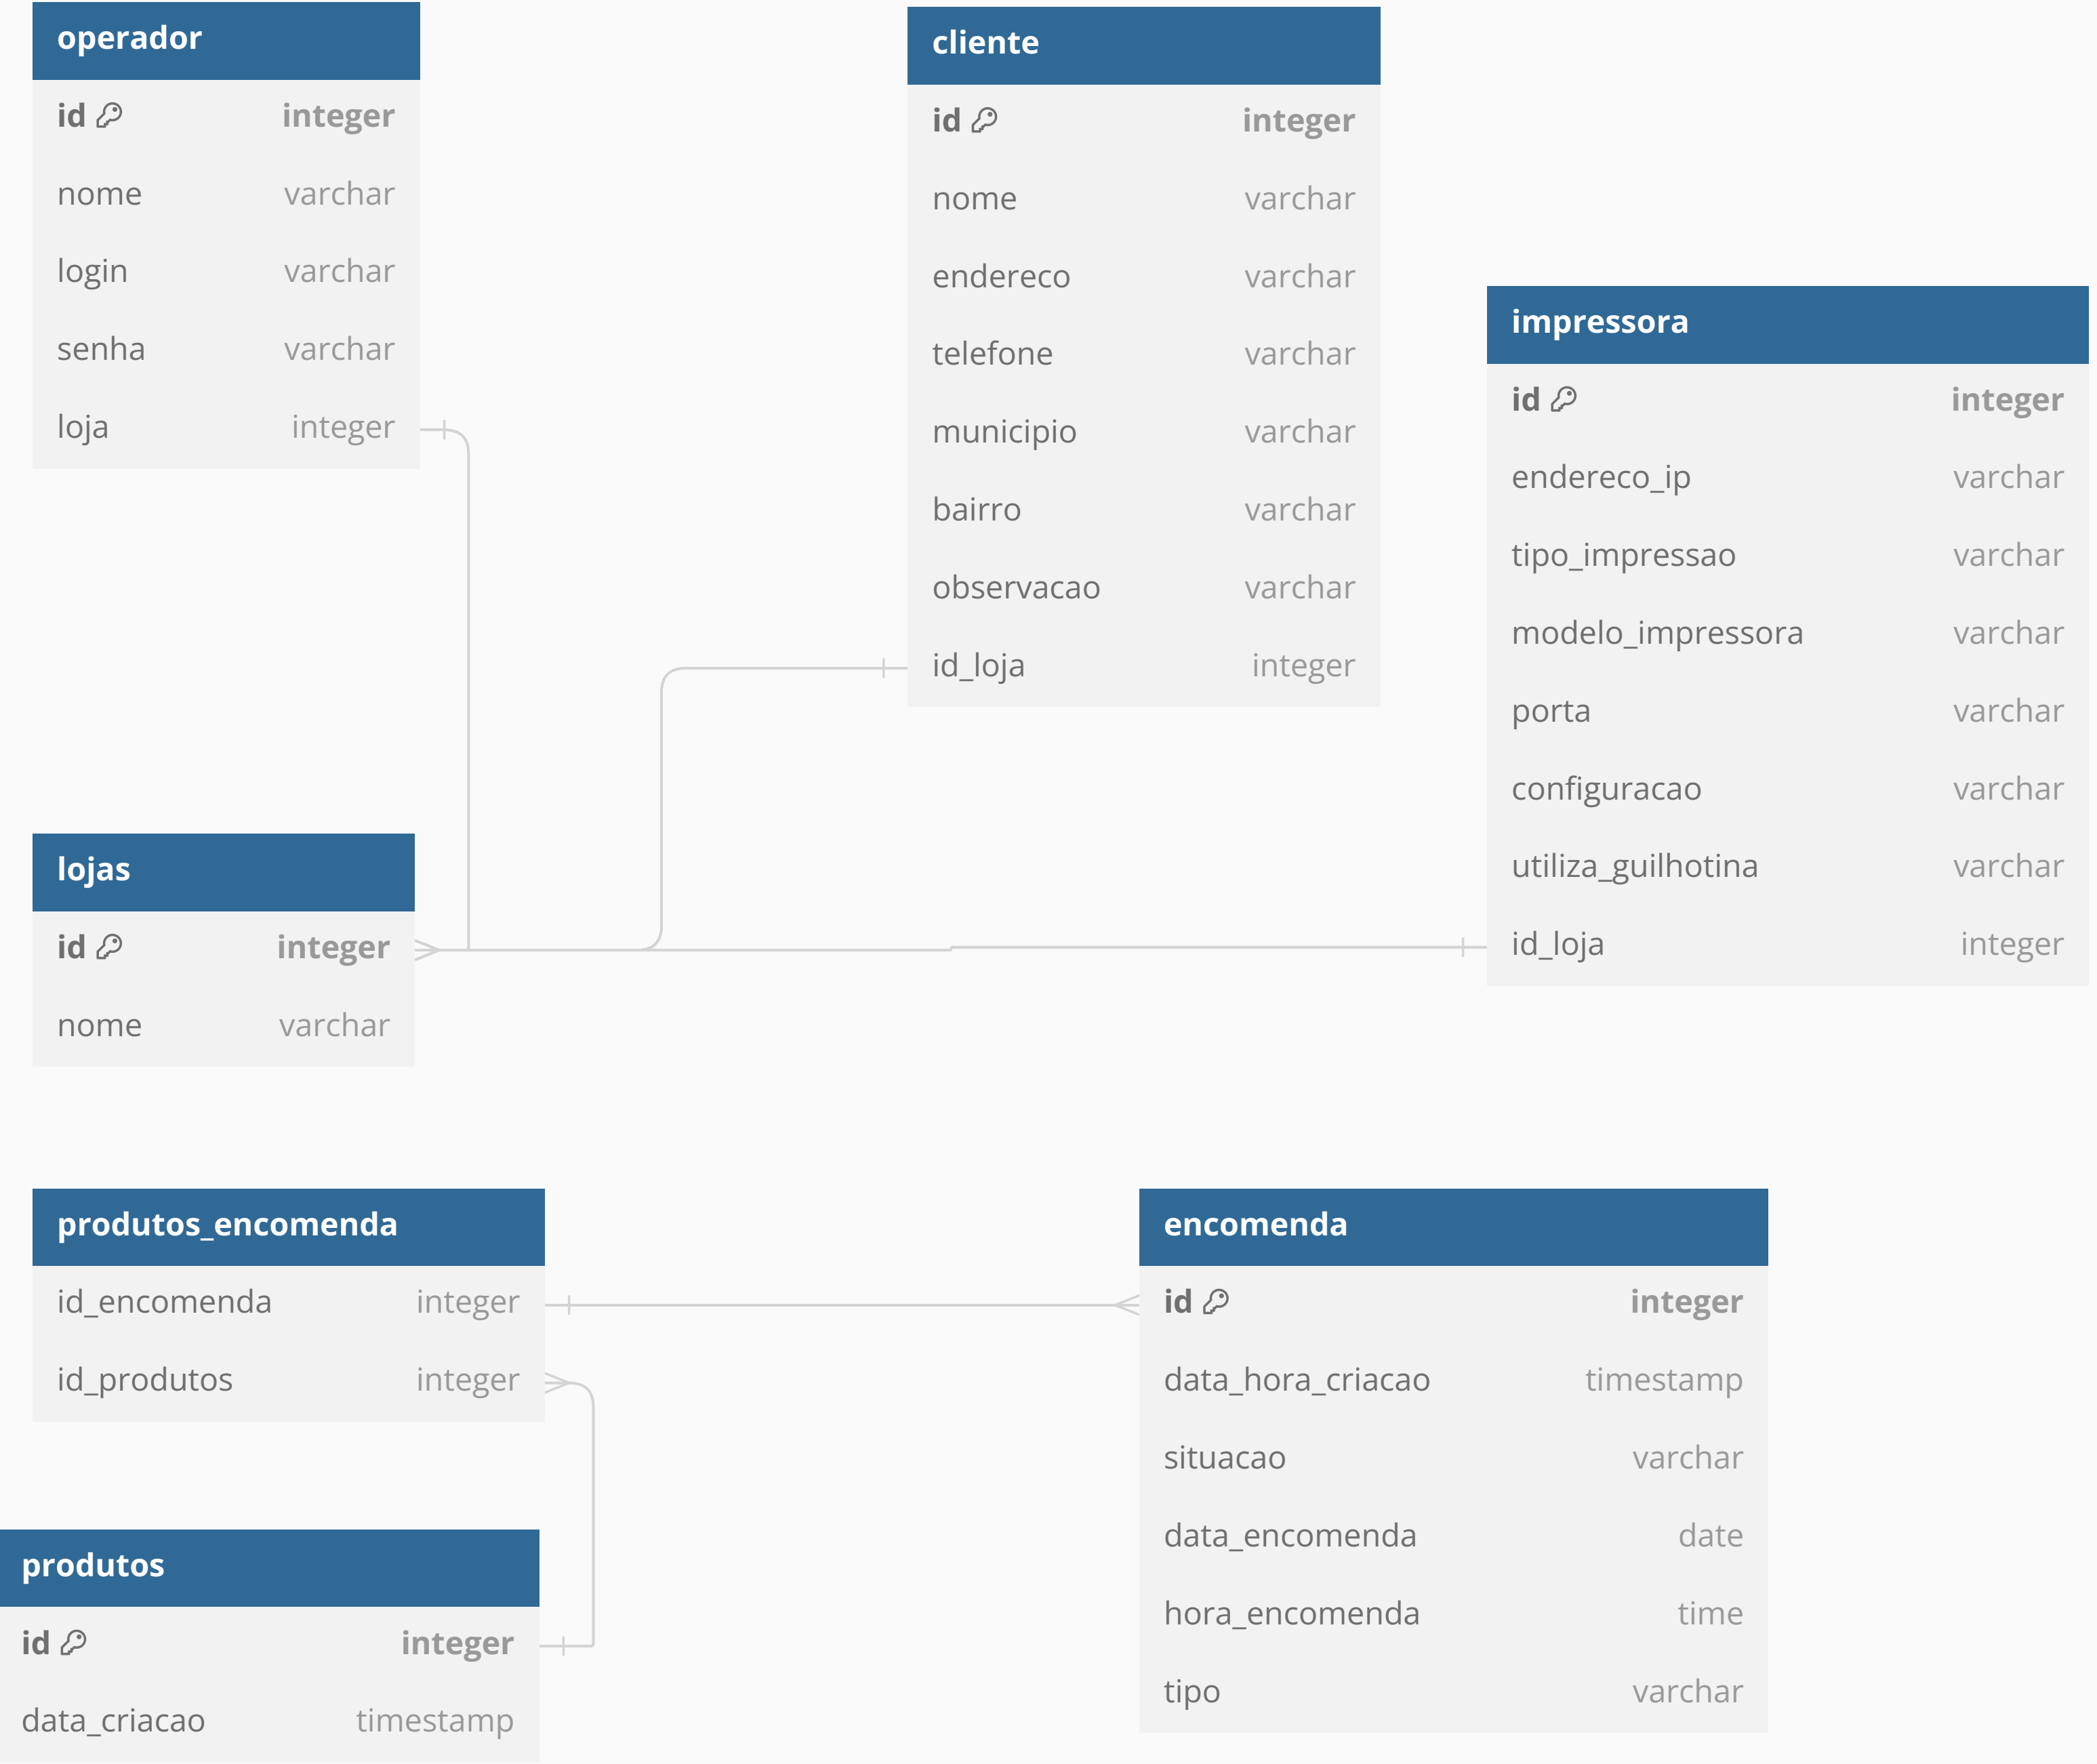 operador
id integer
nome varchar
login varchar
senha varchar
loja integer
cliente
id integer
nome varchar
endereco varchar
telefone varchar
municipio varchar
bairro varchar
observacao varchar
id_loja integer
impressora
id integer
endereco_ip varchar
tipo_impressao varchar
modelo_impressora varchar
porta varchar
configuracao varchar
utiliza_guilhotina varchar
id_loja integer
lojas
id integer
nome varchar
produtos_encomenda
id_encomenda integer
id_produtos integer
encomenda
id integer
data_hora_criacao timestamp
situacao varchar
data_encomenda date
hora_encomenda time
tipo varchar
produtos
id integer
data_criacao timestamp